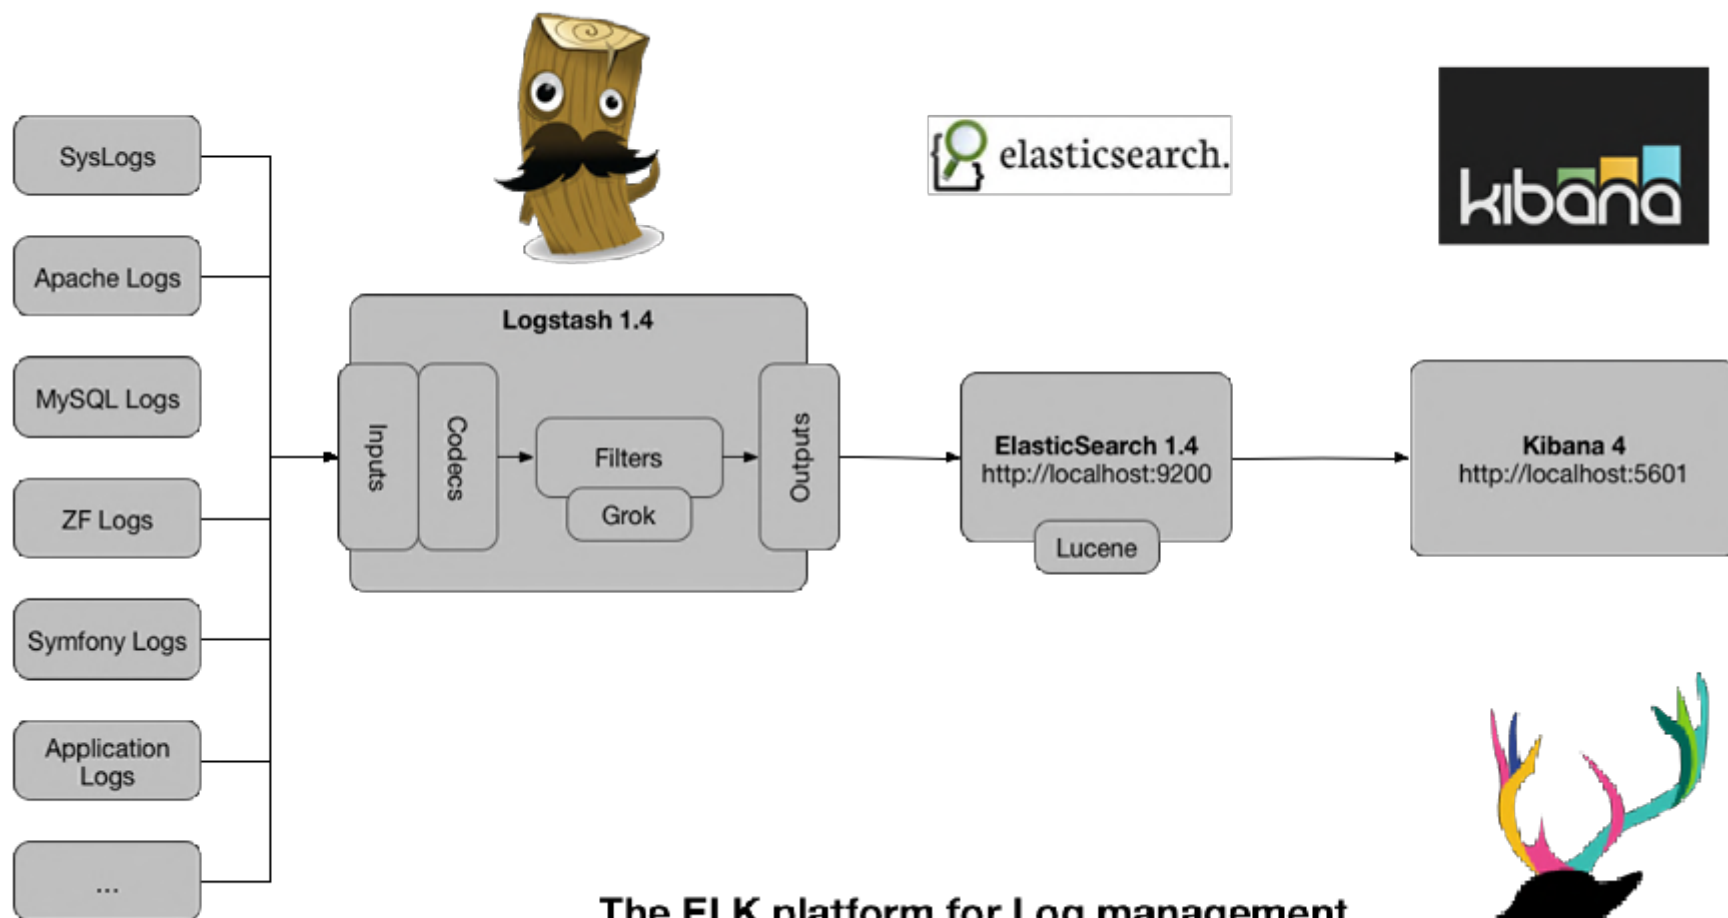 elasticsearch.
kibana
SysLogs
Apache Logs
MySQL Logs
ZF Logs
Symfony Logs
Application
Logs
...
Logstash 1.4
Inputs
Codecs
Filters
Grok
Outputs
ElasticSearch 1.4
http://localhost:9200
Lucene
Kibana 4
http://localhost:5601
The ELK platform for Log management